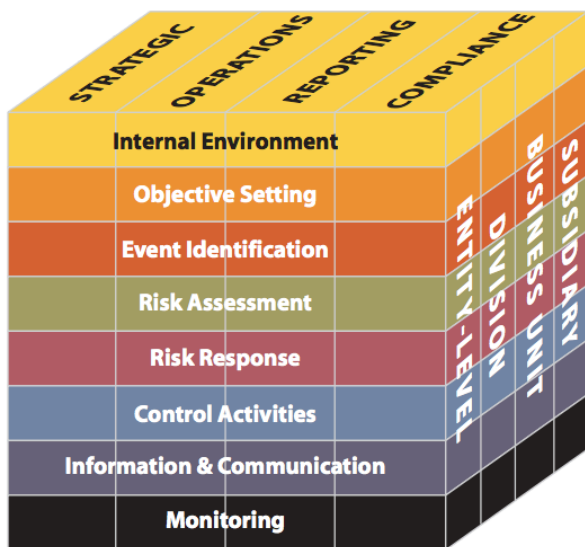 STRATEGIC
OPERATIONS
REPORTING
COMPLIANCE
Internal Environment
Objective Setting
Event Identification
Risk Assessment
Risk Response
Control Activities
Information & Communication
Monitoring
ENTITY-LEVEL
DIVISION
BUSINESS UNIT
SUBSIDIARY